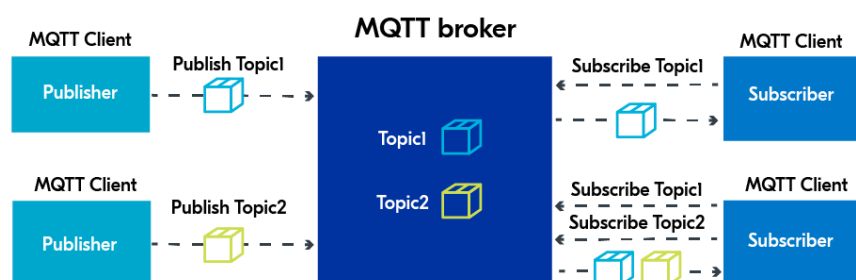 MQTT broker
MQTT Client
Publisher
Publish Topic1
Topic1
Subscribe Topic1
MQTT Client
Subscriber
MQTT Client
Publisher
Publish Topic2
Topic2
Subscribe Topic1
Subscribe Topic2
MQTT Client
Subscriber